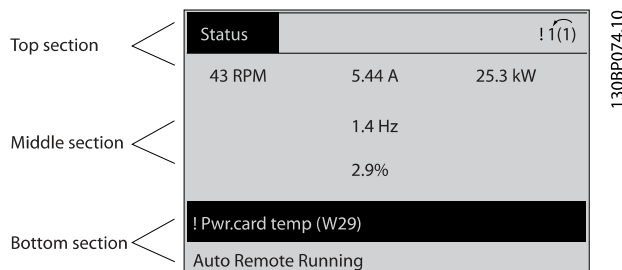 Top section
Status
! 1(1)
43 RPM 5.44 A 25.3 kW
Middle section
1.4 Hz
2.9%
Bottom section
! Pwr.card temp (W29)
Auto Remote Running
130BP074.10